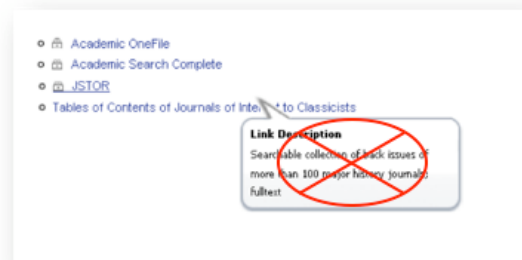 Academic OneFile
Academic Search Complete
JSTOR
Tables of Contents of Journals of Interest to Classicists
Link Description
Searchable collection of back issues of
more than 100 major history journals;
fulltext